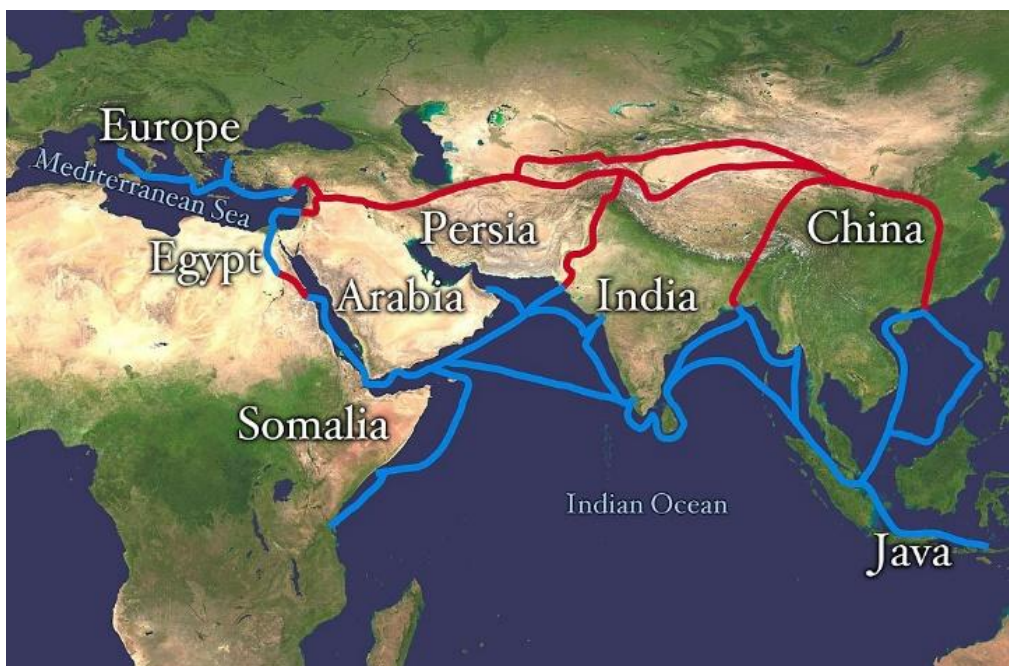 Europe
Mediterranean Sea
Egypt
Persia
China
Arabia
India
Somalia
Indian Ocean
Java